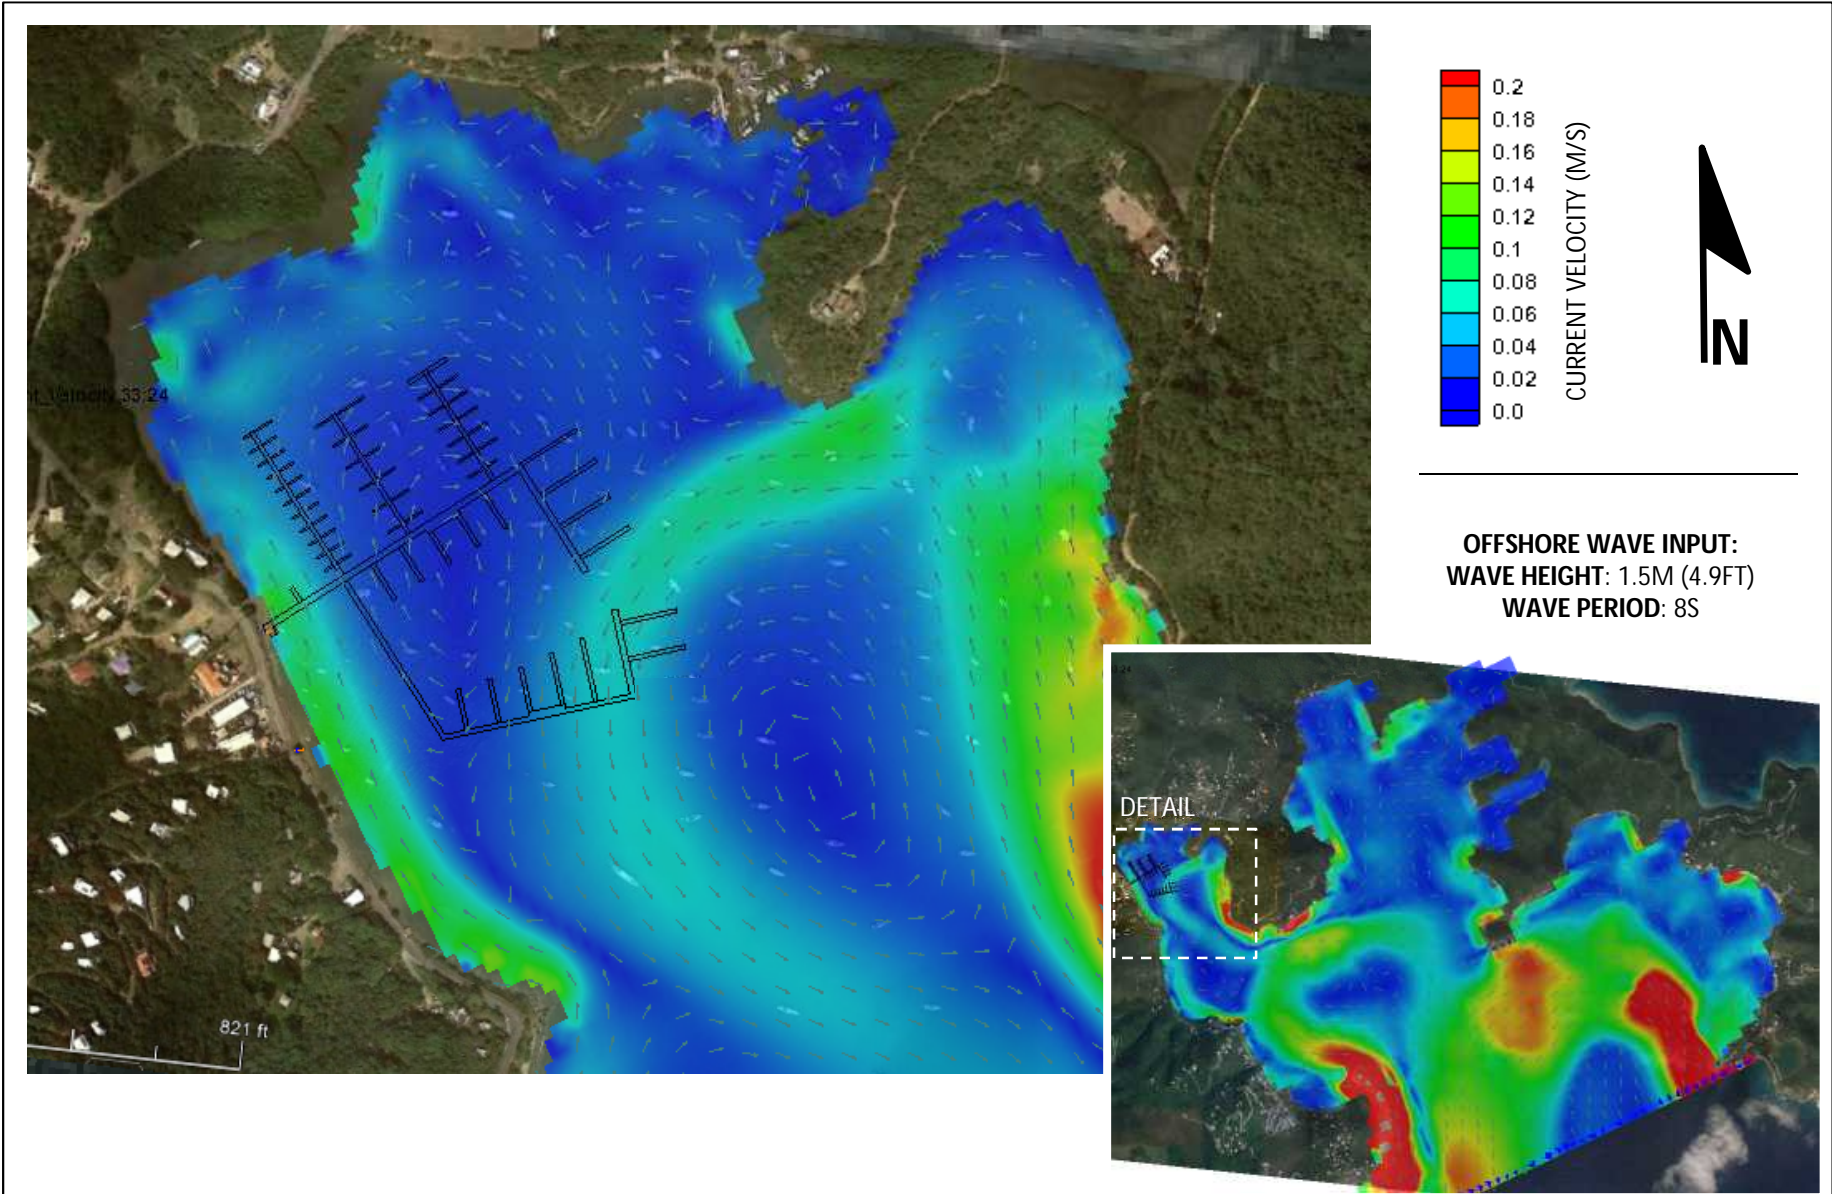 0.2
0.18
0.16
0.14
0.12
0.1
0.08
0.06
0.04
0.02
0.0
CURRENT VELOCITY (M/S)
N
OFFSHORE WAVE INPUT:
WAVE HEIGHT: 1.5M (4.9FT)
WAVE PERIOD: 8S
33:24
DETAIL
821 ft